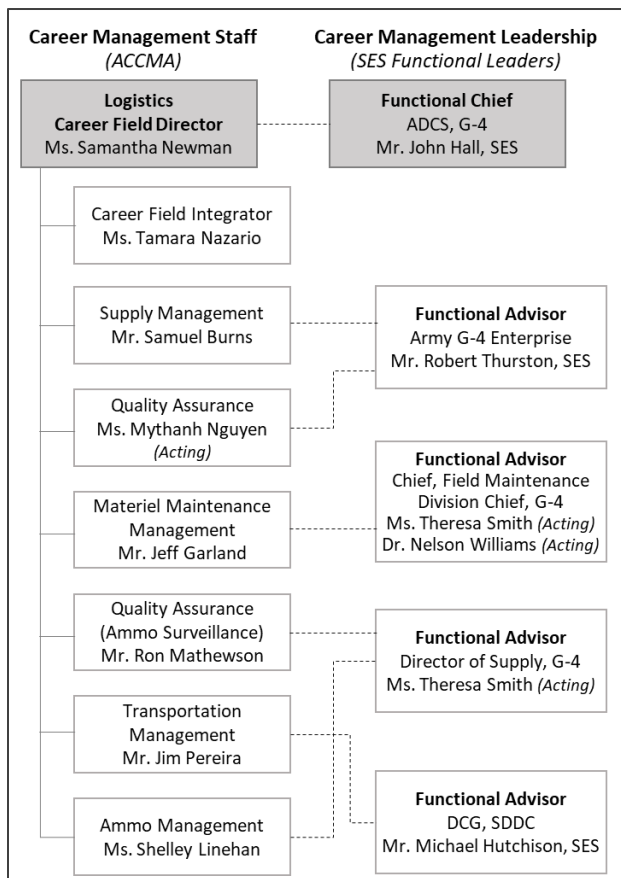 Career Management Staff
(ACCMA)
Career Management Leadership
(SES Functional Leaders)
Logistics
Career Field Director
Ms. Samantha Newman
Functional Chief
ADCS, G-4
Mr. John Hall, SES
Career Field Integrator
Ms. Tamara Nazario
Supply Management
Mr. Samuel Burns
Functional Advisor
Army G-4 Enterprise
Mr. Robert Thurston, SES
Quality Assurance
Ms. Mythanh Nguyen
(Acting)
Materiel Maintenance
Management
Mr. Jeff Garland
Functional Advisor
Chief, Field Maintenance
Division Chief, G-4
Ms. Theresa Smith (Acting)
Dr. Nelson Williams (Acting)
Quality Assurance
(Ammo Surveillance)
Mr. Ron Mathewson
Functional Advisor
Director of Supply, G-4
Ms. Theresa Smith (Acting)
Transportation
Management
Mr. Jim Pereira
Ammo Management
Ms. Shelley Linehan
Functional Advisor
DCG, SDDC
Mr. Michael Hutchison, SES